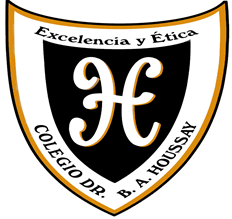 Excelencia y Ética
H
COLEGIO DR. B. A. HOUSSAY